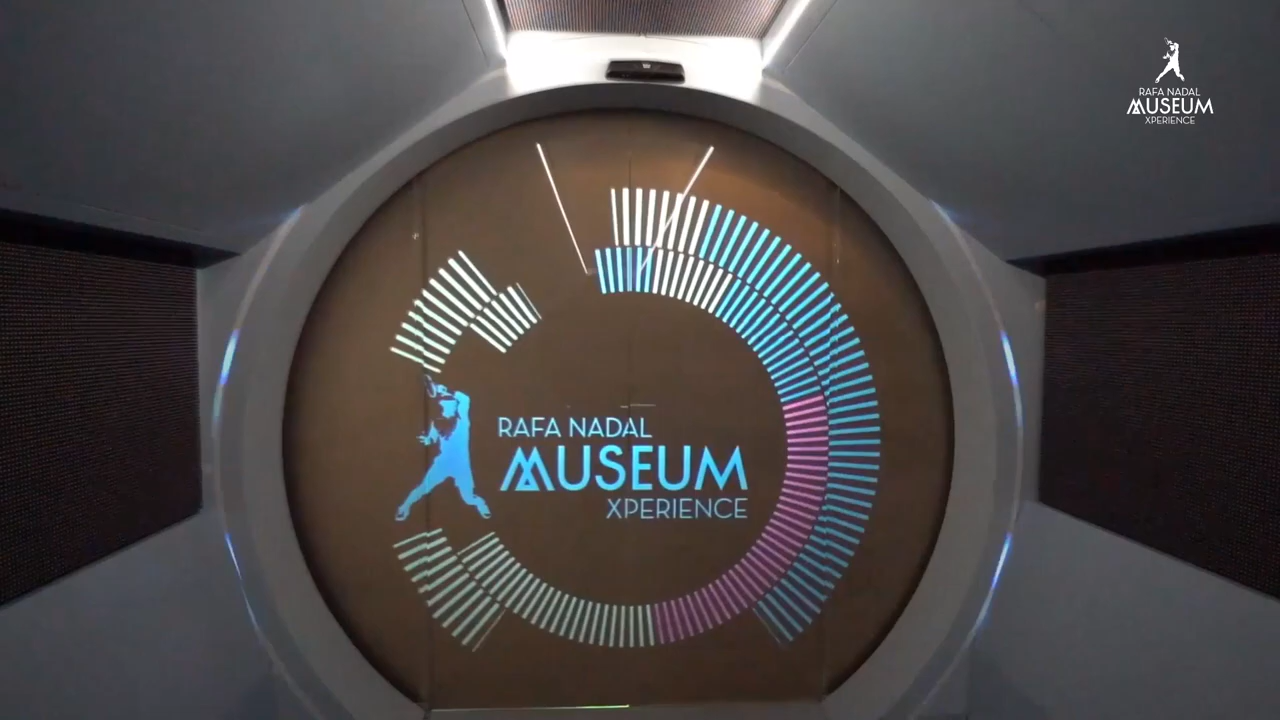 RAFA NADAL
MUSEUM
XPERIENCE
RAFA NADAL
MUSEUM
XPERIENCE